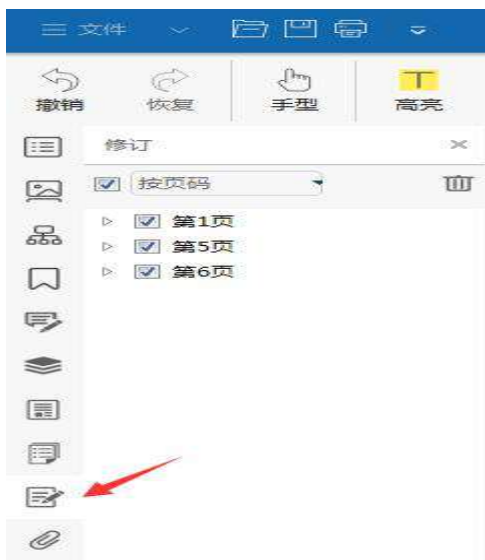 文件
撤销 恢复 手型 高亮
修订
按页码
第1页
第5页
第6页